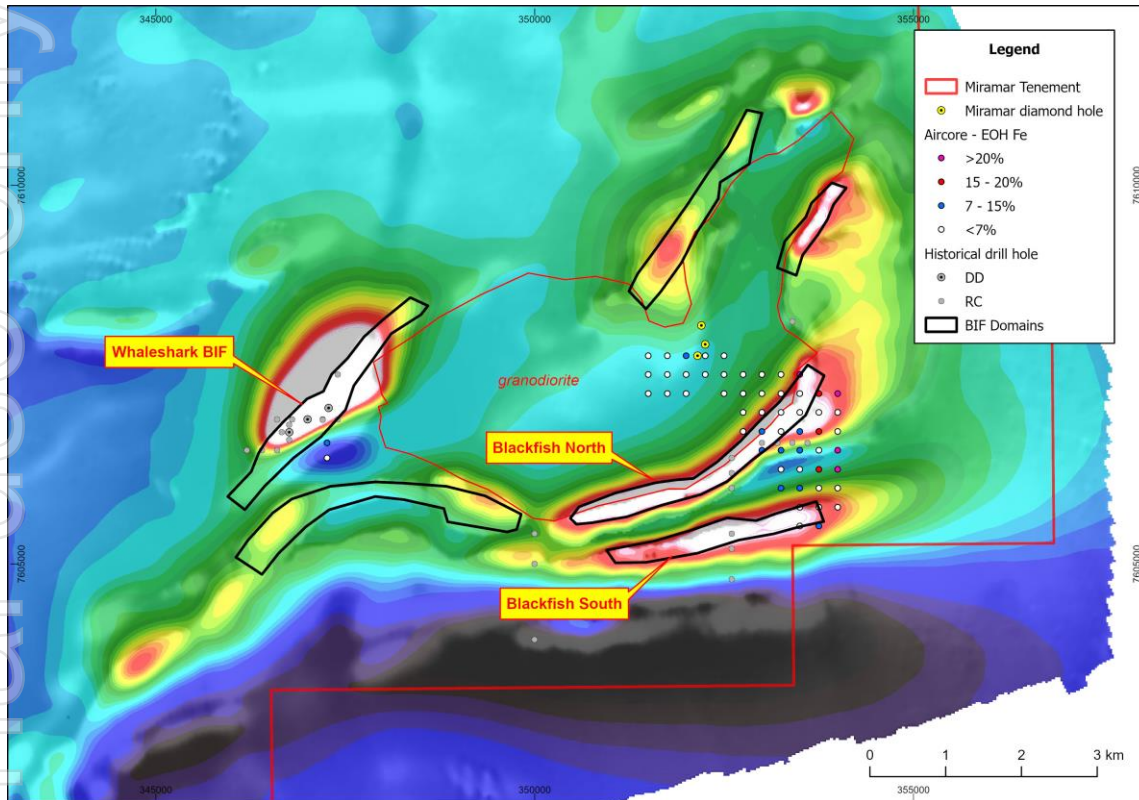 345000
350000
355000
Legend
Miramar Tenement
Miramar diamond hole
Aircore - EOH Fe
>20%
15 - 20%
7 - 15%
<7%
Historical drill hole
DD
RC
BIF Domains
7610000
7610000
Whaleshark BIF
granodiorite
Blackfish North
7605000
7605000
Blackfish South
0 1 2 3 km
345000
350000
355000